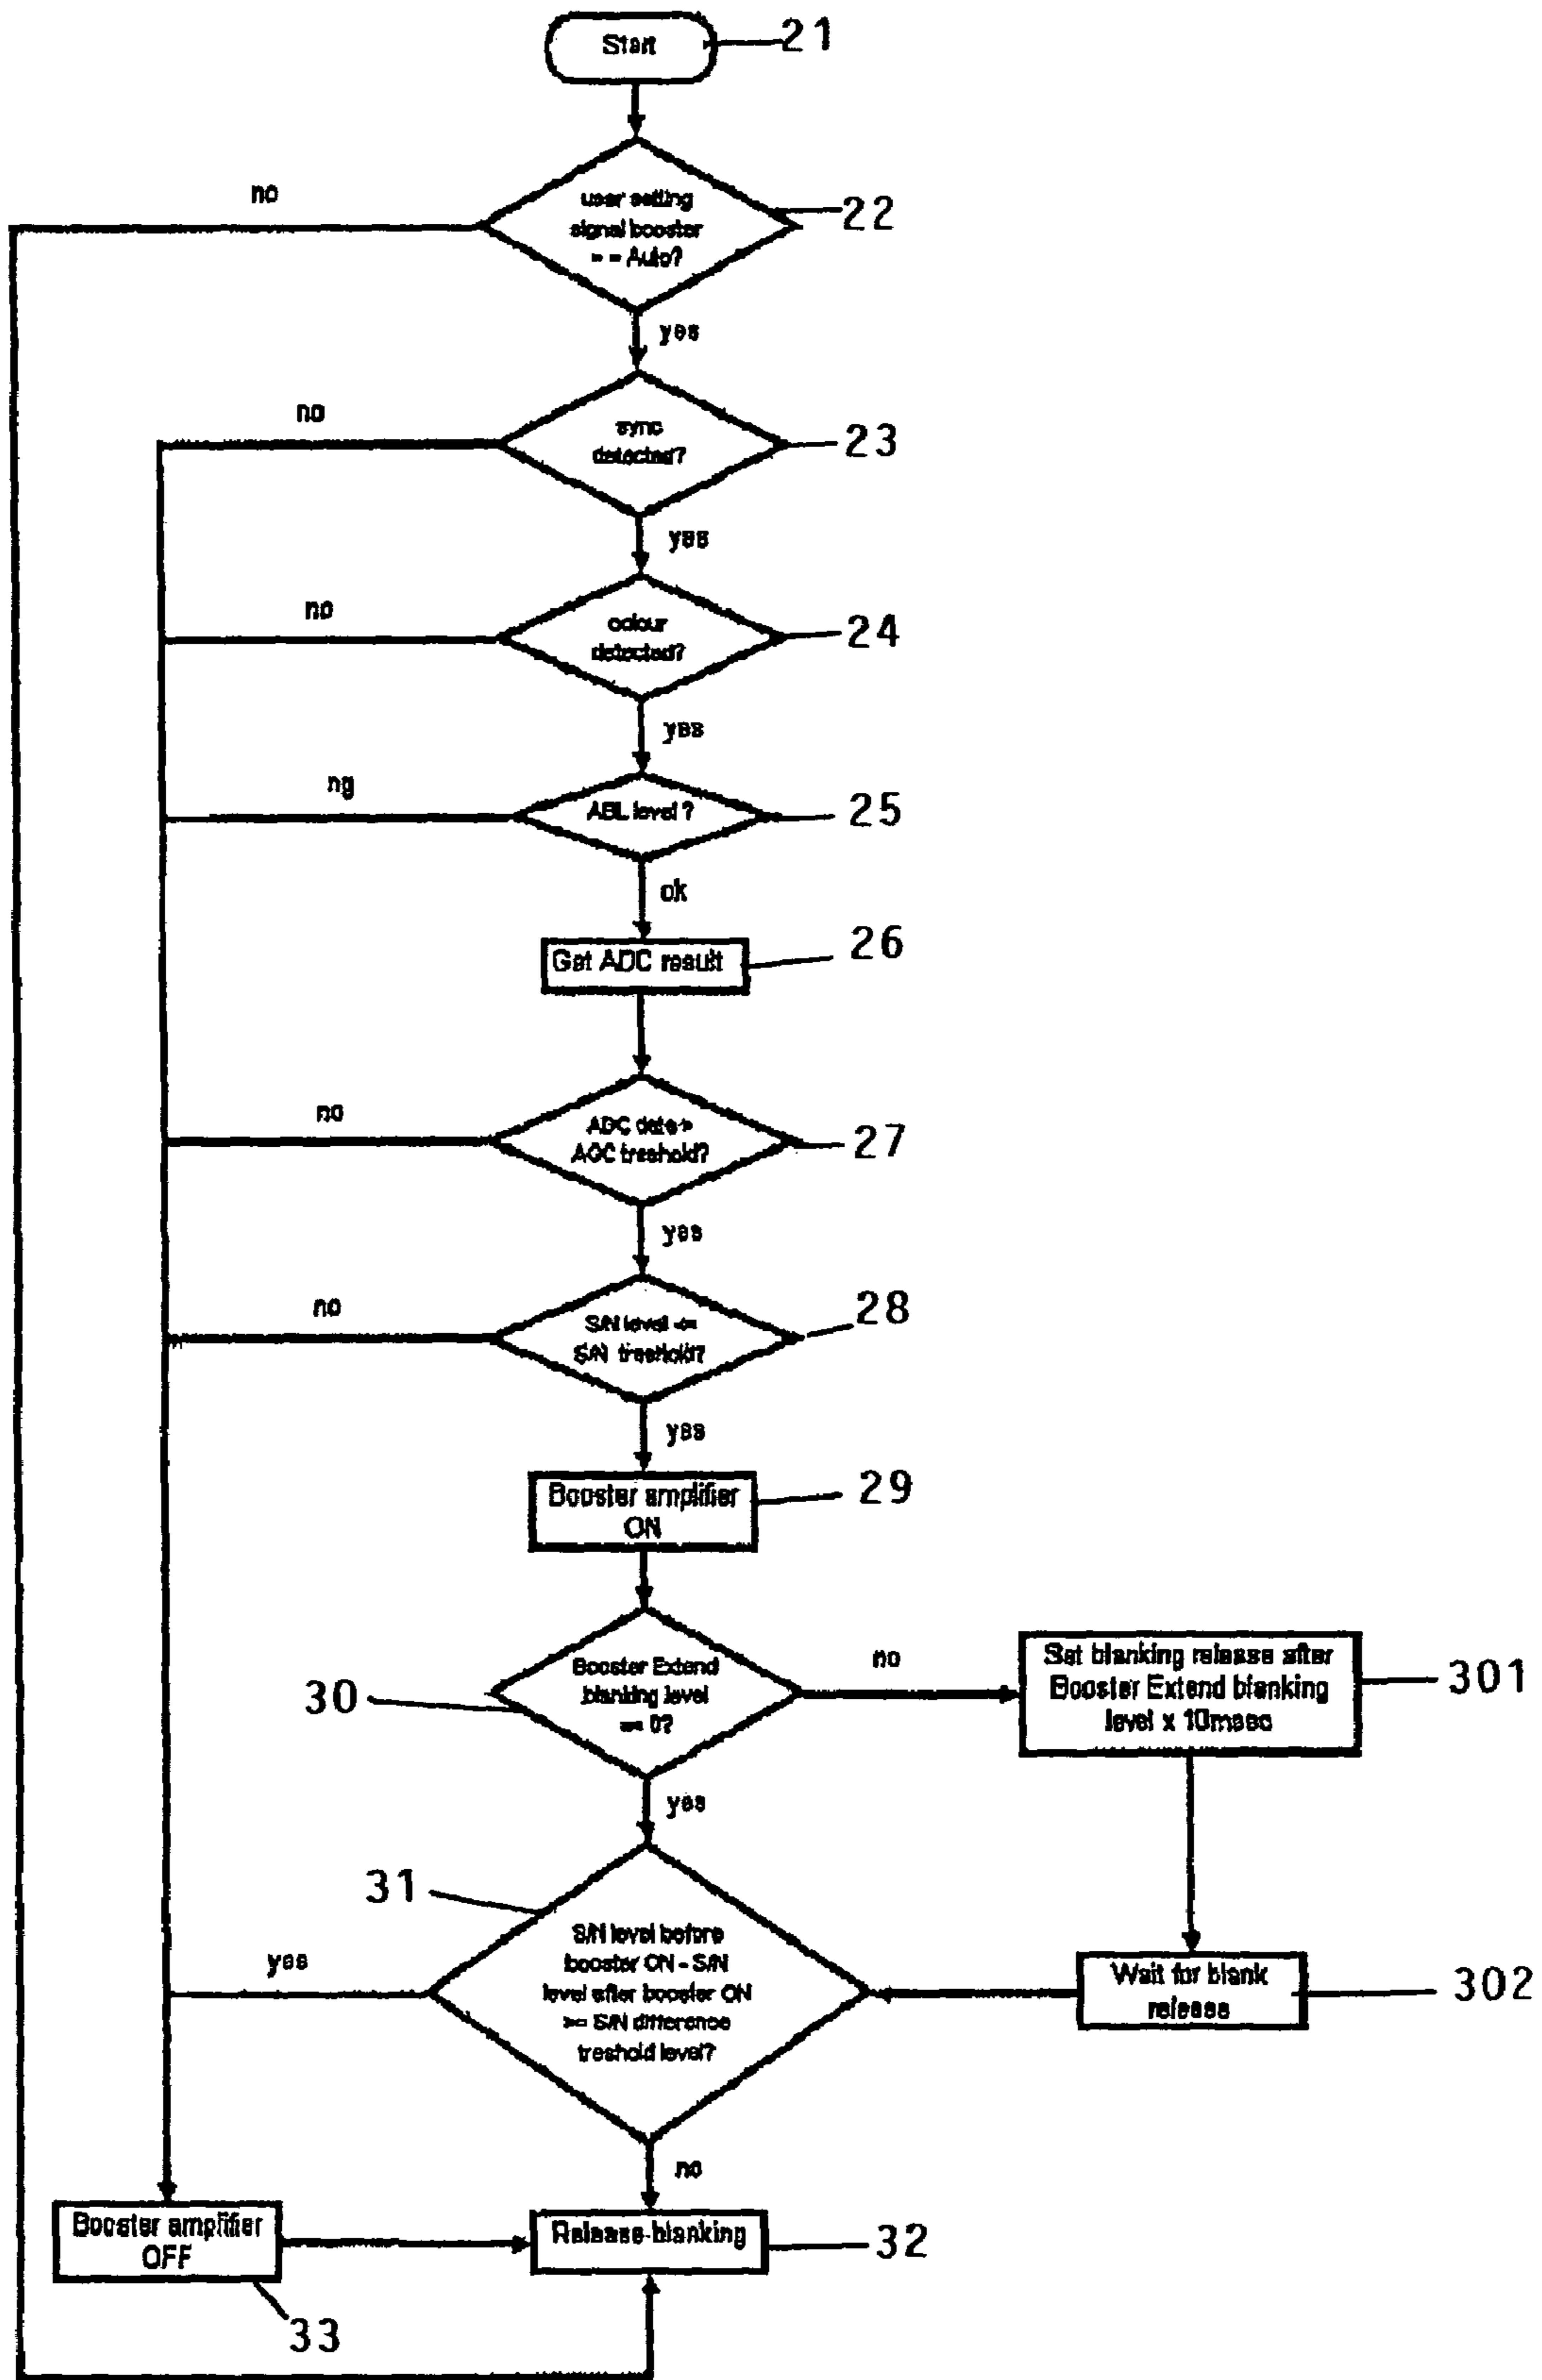 Start
21
no
user setting
signal booster
== Auto?
22
yes
no
sync
detected?
23
yes
no
colour
detected?
24
yes
ng
ABL level ?
25
ok
Get ADC result
26
no
ADC data>
AGC treshold?
27
yes
no
S/N level <=
S/N treshold?
28
yes
Booster amplifier
ON
29
30
Booster Extend
blanking level
== 0?
no
Set blanking release after
Booster Extend blanking
level x 10msec
301
yes
31
yes
S/N level before
booster ON - S/N
level after booster ON
>= S/N difference
treshold level?
Wait for blank
release
302
no
Booster amplifier
OFF
Release blanking
32
33